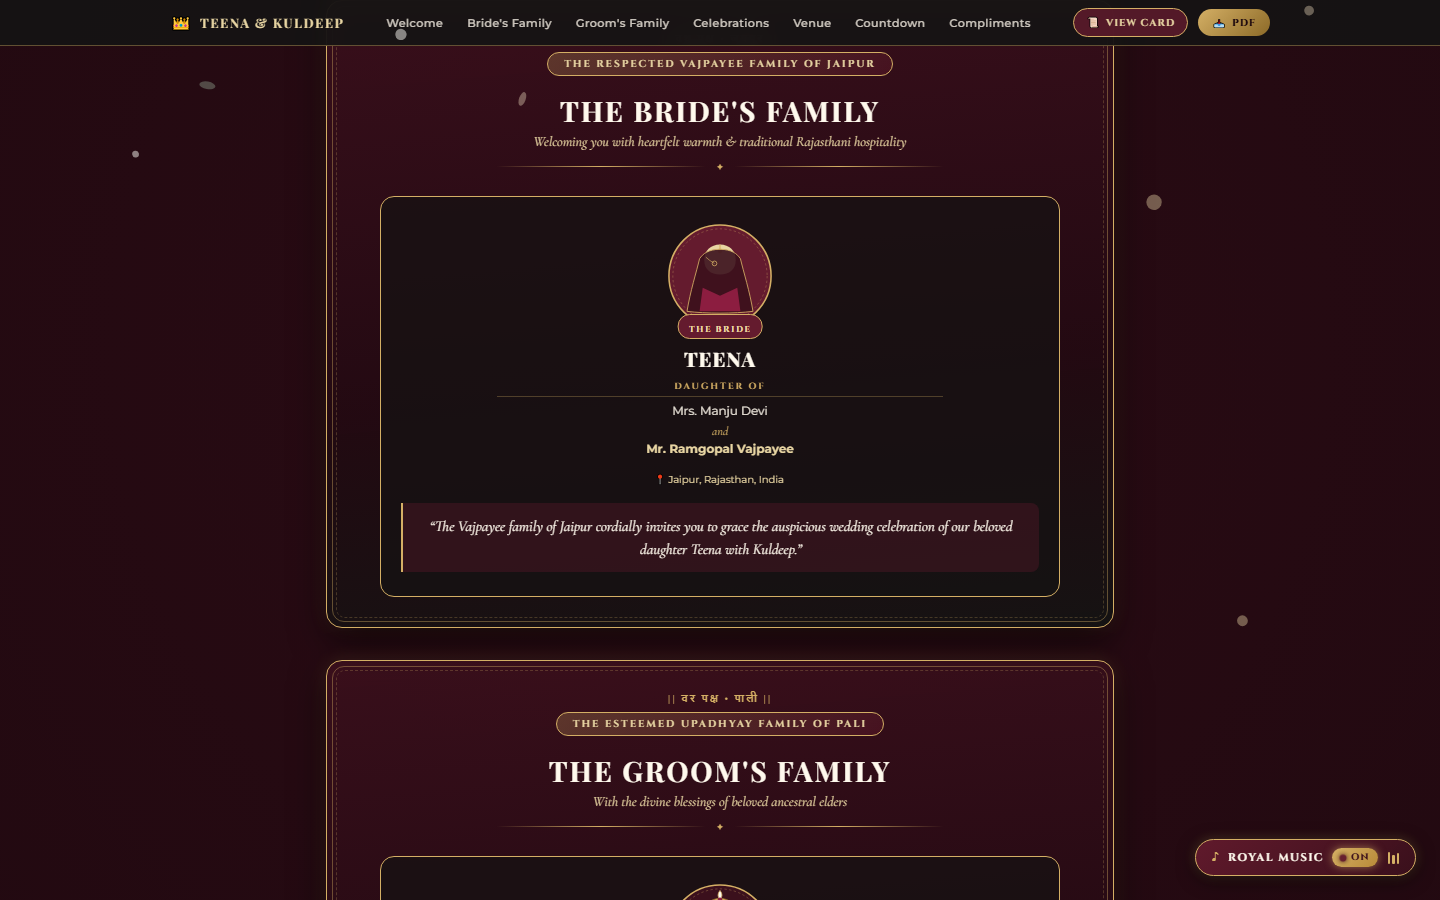 👑 TEENA & KULDEEP
Welcome
Bride's Family
Groom's Family
Celebrations
Venue
Countdown
Compliments
📜 VIEW CARD
📥 PDF
THE RESPECTED VAJPAYEE FAMILY OF JAIPUR
THE BRIDE'S FAMILY
Welcoming you with heartfelt warmth & traditional Rajasthani hospitality
THE BRIDE
TEENA
DAUGHTER OF
Mrs. Manju Devi
and
Mr. Ramgopal Vajpayee
📍 Jaipur, Rajasthan, India
“The Vajpayee family of Jaipur cordially invites you to grace the auspicious wedding celebration of our beloved
daughter Teena with Kuldeep.”
|| वर पक्ष • पाली ||
THE ESTEEMED UPADHYAY FAMILY OF PALI
THE GROOM'S FAMILY
With the divine blessings of beloved ancestral elders
♪ ROYAL MUSIC ON